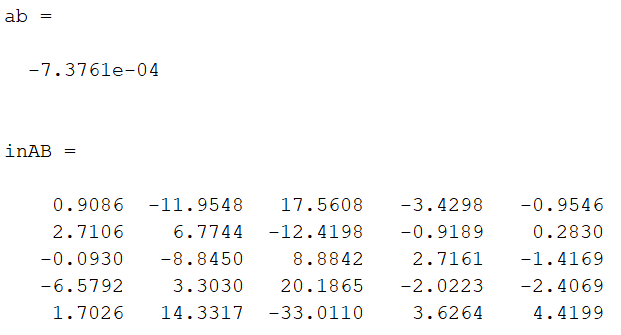 ab =
-7.3761e-04
inAB =
0.9086 -11.9548 17.5608 -3.4298 -0.9546
2.7106 6.7744 -12.4198 -0.9189 0.2830
-0.0930 -8.8450 8.8842 2.7161 -1.4169
-6.5792 3.3030 20.1865 -2.0223 -2.4069
1.7026 14.3317 -33.0110 3.6264 4.4199